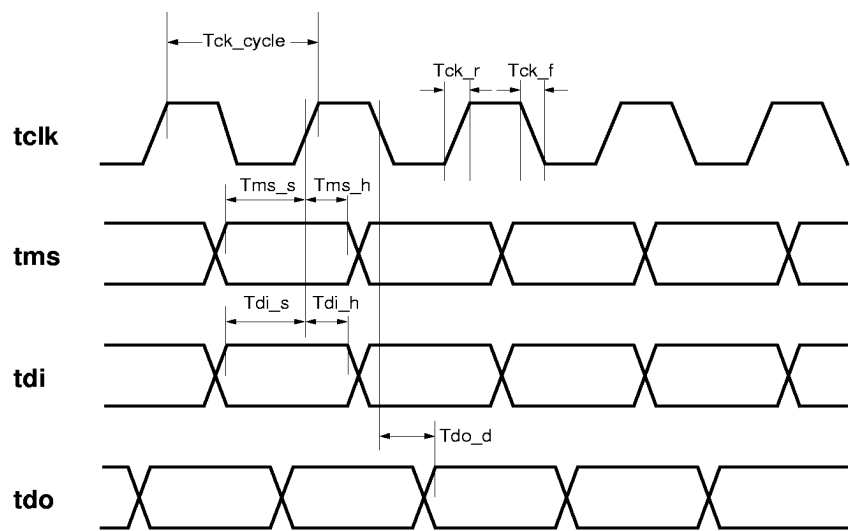 Tck_cycle
Tck_r
Tck_f
tclk
Tms_s
Tms_h
tms
Tdi_s
Tdi_h
tdi
Tdo_d
tdo